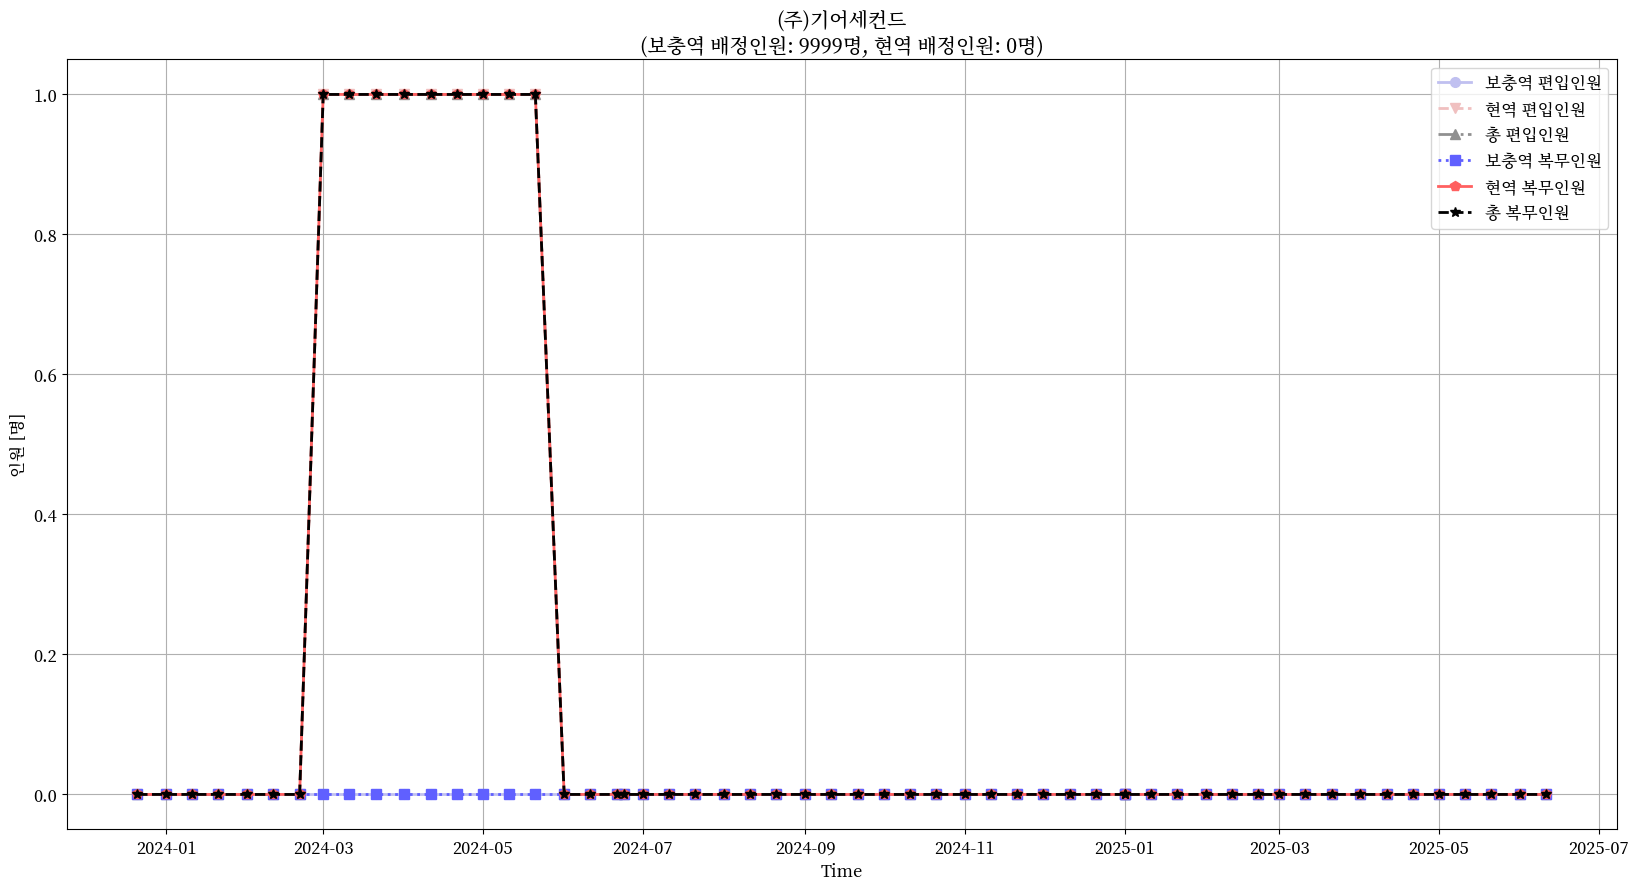 (주)기어세컨드
(보충역 배정인원: 9999명, 현역 배정인원: 0명)
보충역 편입인원
현역 편입인원
총 편입인원
보충역 복무인원
현역 복무인원
총 복무인원
1.0
0.8
0.6
0.4
0.2
0.0
인원 [명]
2024-01
2024-03
2024-05
2024-07
2024-09
2024-11
2025-01
2025-03
2025-05
2025-07
Time